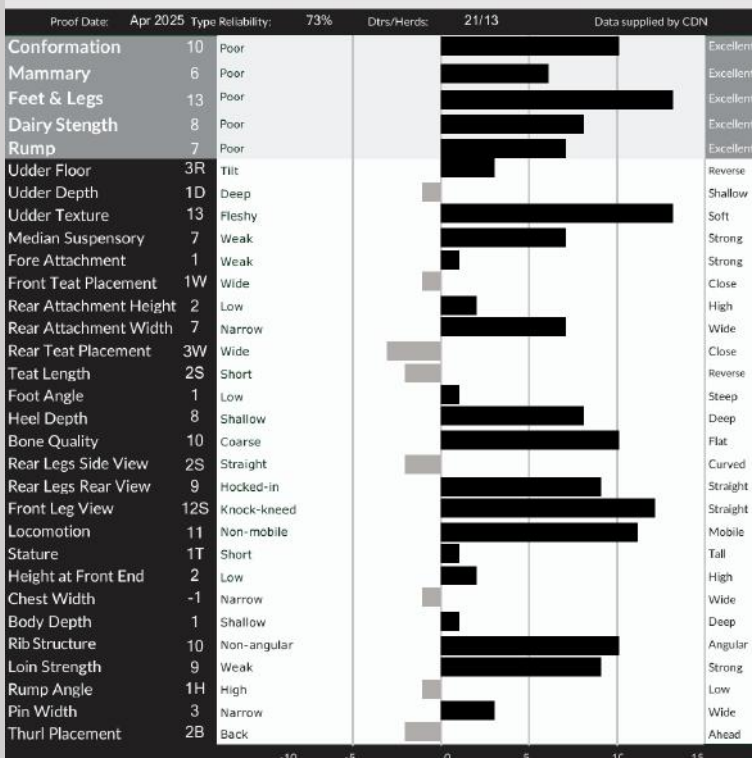 Proof Date: Apr 2025 Type Reliability: 73% Dtrs/Herds: 21/13 Data supplied by CDN
Conformation 10 Poor Excellent
Mammary 6 Poor Excellent
Feet & Legs 13 Poor Excellent
Dairy Stength 8 Poor Excellent
Rump 7 Poor Excellent
Udder Floor 3R Tilt Reverse
Udder Depth 1D Deep Shallow
Udder Texture 13 Fleshy Soft
Median Suspensory 7 Weak Strong
Fore Attachment 1 Weak Strong
Front Teat Placement 1W Wide Close
Rear Attachment Height 2 Low High
Rear Attachment Width 7 Narrow Wide
Rear Teat Placement 3W Wide Close
Teat Length 2S Short Reverse
Foot Angle 1 Low Steep
Heel Depth 8 Shallow Deep
Bone Quality 10 Coarse Flat
Rear Legs Side View 2S Straight Curved
Rear Legs Rear View 9 Hocked-in Straight
Front Leg View 12S Knock-kneed Straight
Locomotion 11 Non-mobile Mobile
Stature 1T Short Tall
Height at Front End 2 Low High
Chest Width -1 Narrow Wide
Body Depth 1 Shallow Deep
Rib Structure 10 Non-angular Angular
Loin Strength 9 Weak Strong
Rump Angle 1H High Low
Pin Width 3 Narrow Wide
Thurl Placement 2B Back Ahead
-10 -5 0 5 10 15